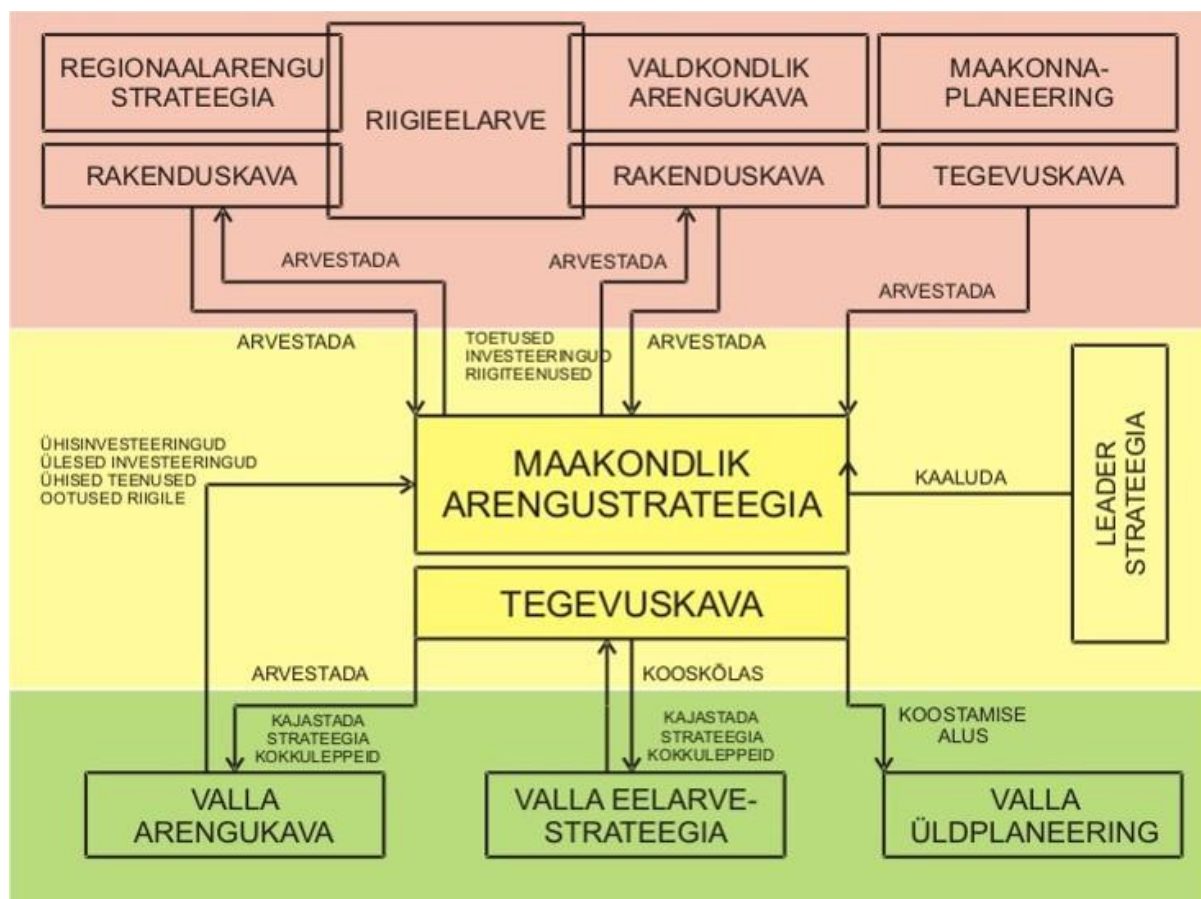 REGIONAALARENGU
STRATEEGIA
RIIGIEELARVE
VALDKONDLIK
ARENGUKAVA
MAAKONNA-
PLANEERING
RAKENDUSKAVA
RAKENDUSKAVA
TEGEVUSKAVA
ARVESTADA
ARVESTADA
ARVESTADA
ARVESTADA
TOETUSED
INVESTEERINGUD
RIIGITEENUSED
ARVESTADA
ÜHISINVESTEERINGUD
ÜLESED INVESTEERINGUD
ÜHISED TEENUSED
OOTUSED RIIGILE
MAAKONDLIK
ARENGUSTRATEEGIA
KAALUDA
LEADER
STRATEEGIA
TEGEVUSKAVA
ARVESTADA
KOOSKÕLAS
KAJASTADA
STRATEEGIA
KOKKULEPPEID
KAJASTADA
STRATEEGIA
KOKKULEPPEID
KOOSTAMISE
ALUS
VALLA
ARENGUKAVA
VALLA EELARVE-
STRATEEGIA
VALLA
ÜLDPLANEERING